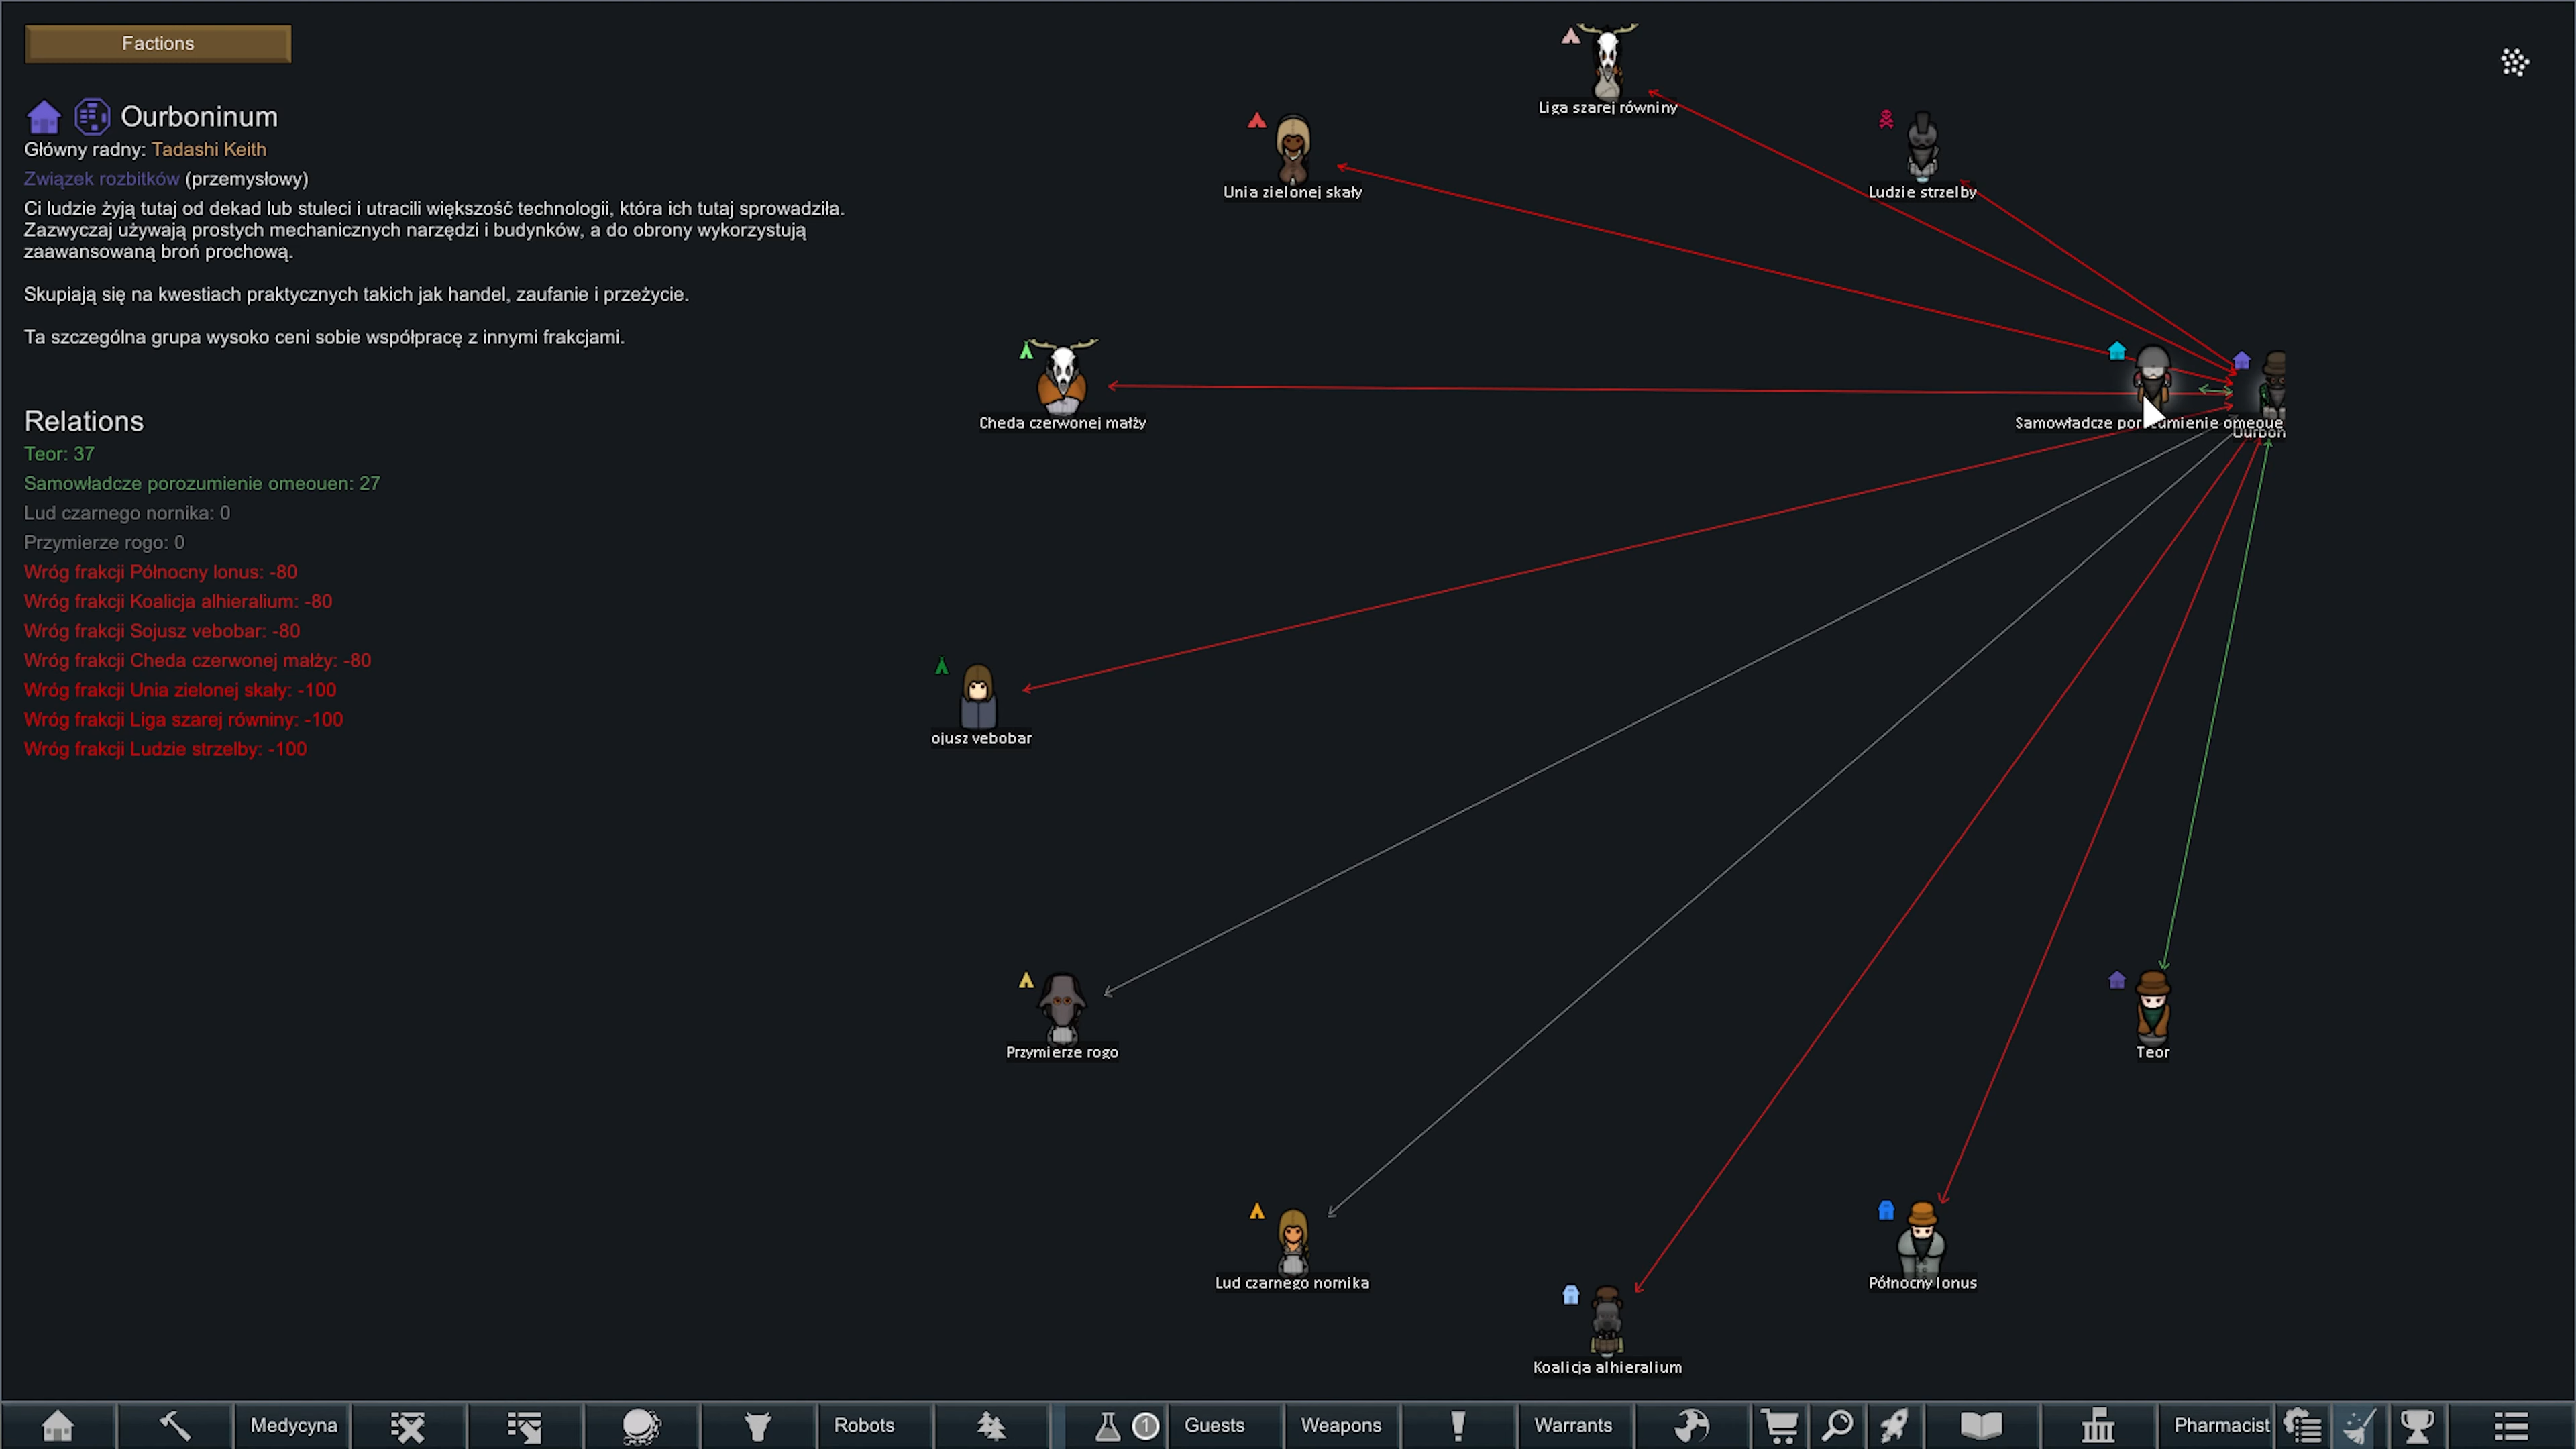 Factions
Ourboninum
Główny radny: Tadashi Keith
Związek rozbitków (przemysłowy)
Ci ludzie żyją tutaj od dekad lub stuleci i utracili większość technologii, która ich tutaj sprowadziła.
Zazwyczaj używają prostych mechanicznych narzędzi i budynków, a do obrony wykorzystują
zaawansowaną broń prochową.
Skupiają się na kwestiach praktycznych takich jak handel, zaufanie i przeżycie.
Ta szczególna grupa wysoko ceni sobie współpracę z innymi frakcjami.
Relations
Teor: 37
Samowładcze porozumienie omeouen: 27
Lud czarnego nornika: 0
Przymierze rogo: 0
Wróg frakcji Północny Ionus: -80
Wróg frakcji Koalicja alhieralium: -80
Wróg frakcji Sojusz vebobar: -80
Wróg frakcji Cheda czerwonej małży: -80
Wróg frakcji Unia zielonej skały: -100
Wróg frakcji Liga szarej równiny: -100
Wróg frakcji Ludzie strzelby: -100
Liga szarej równiny
Unia zielonej skały
Ludzie strzelby
Cheda czerwonej małży
Samowładcze porozumienie omeoue
Ourbon
ojusz vebobar
Przymierze rogo
Teor
Lud czarnego nornika
Północny Ionus
Koalicja alhieralium
Medycyna
Robots
1
Guests
Weapons
Warrants
Pharmacist